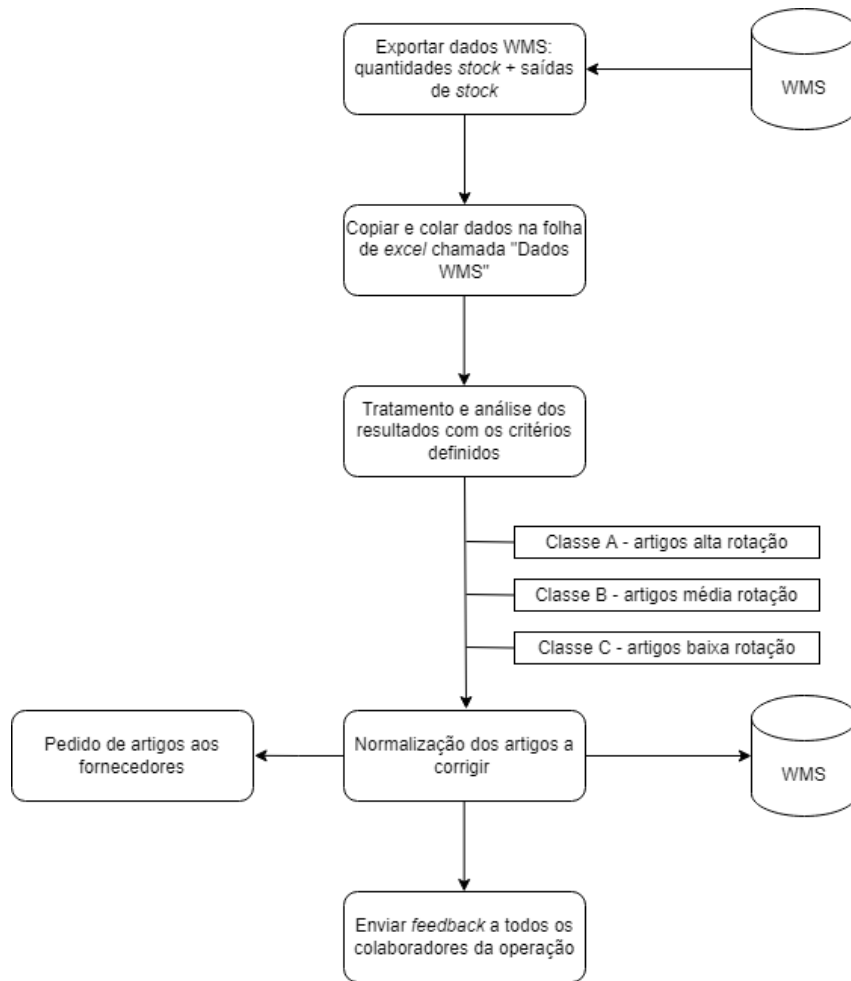 Exportar dados WMS:
quantidades stock + saídas
de stock
WMS
Copiar e colar dados na folha
de excel chamada "Dados
WMS"
Tratamento e análise dos
resultados com os critérios
definidos
Classe A - artigos alta rotação
Classe B - artigos média rotação
Classe C - artigos baixa rotação
Pedido de artigos aos
fornecedores
Normalização dos artigos a
corrigir
WMS
Enviar feedback a todos os
colaboradores da operação